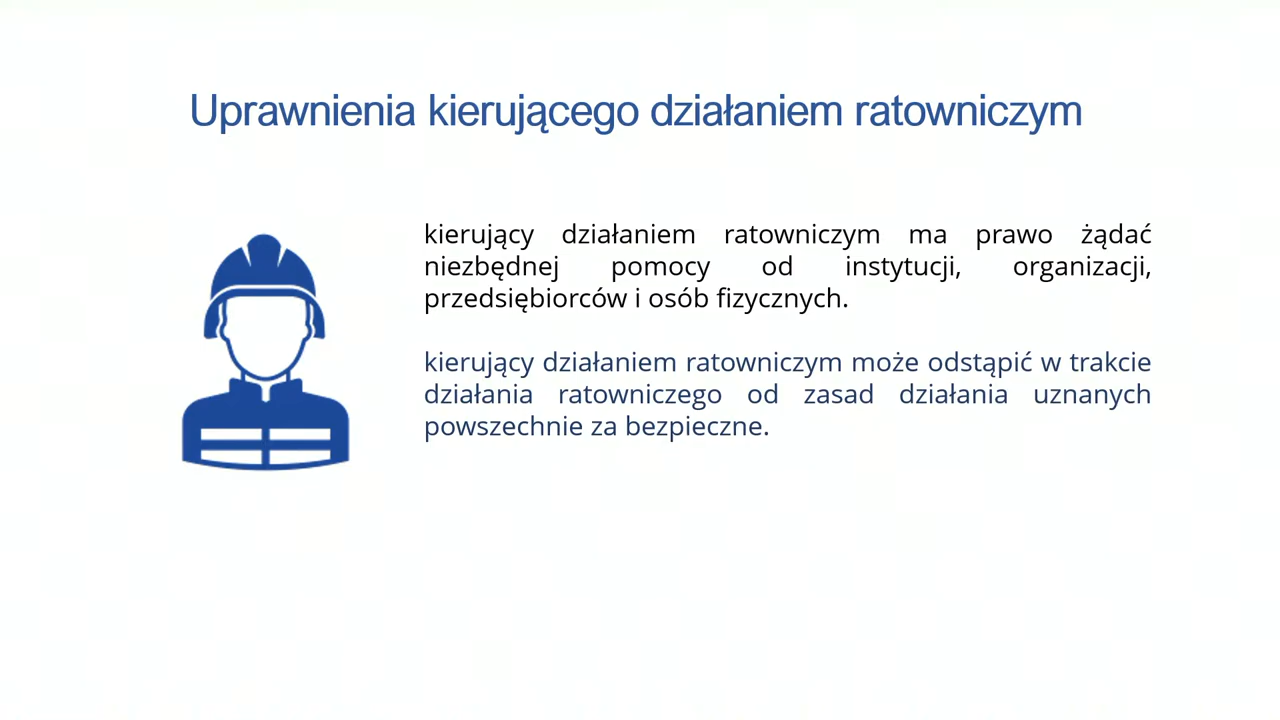 Uprawnienia kierującego działaniem ratowniczym
kierujący działaniem ratowniczym ma prawo żądać
niezbędnej pomocy od instytucji, organizacji,
przedsiębiorców i osób fizycznych.
kierujący działaniem ratowniczym może odstąpić w trakcie
działania ratowniczego od zasad działania uznanych
powszechnie za bezpieczne.